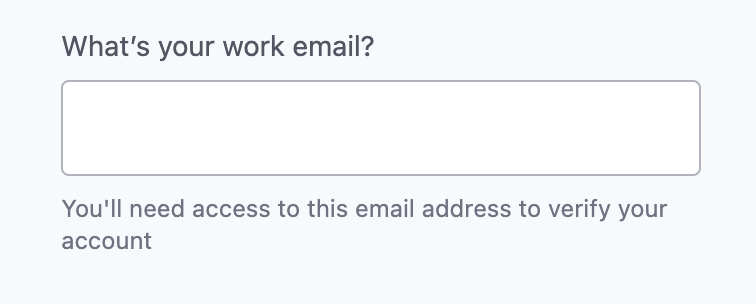 What’s your work email?
You'll need access to this email address to verify your
account